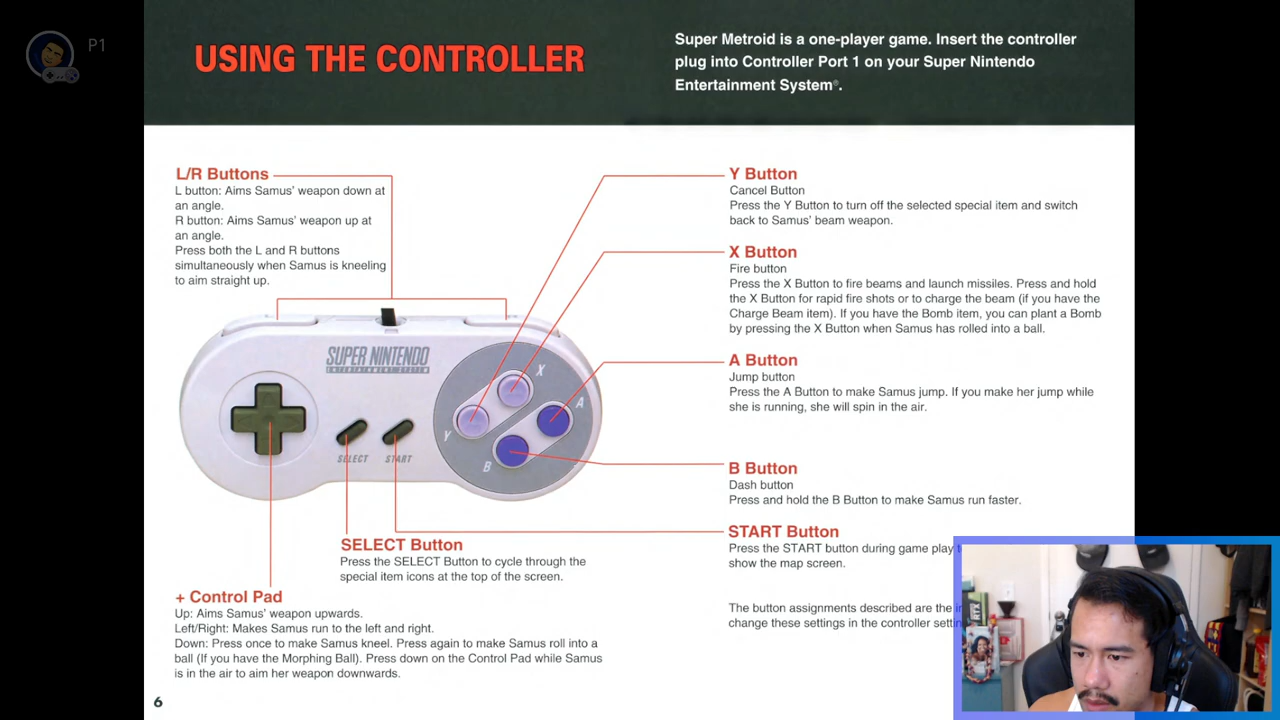 P1
USING THE CONTROLLER
Super Metroid is a one-player game. Insert the controller
plug into Controller Port 1 on your Super Nintendo
Entertainment System®.
L/R Buttons
L button: Aims Samus' weapon down at
an angle.
R button: Aims Samus' weapon up at
an angle.
Press both the L and R buttons
simultaneously when Samus is kneeling
to aim straight up.
Y Button
Cancel Button
Press the Y Button to turn off the selected special item and switch
back to Samus' beam weapon.
X Button
Fire button
Press the X Button to fire beams and launch missiles. Press and hold
the X Button for rapid fire shots or to charge the beam (if you have the
Charge Beam item). If you have the Bomb item, you can plant a Bomb
by pressing the X Button when Samus has rolled into a ball.
A Button
Jump button
Press the A Button to make Samus jump. If you make her jump while
she is running, she will spin in the air.
B Button
Dash button
Press and hold the B Button to make Samus run faster.
START Button
Press the START button during game play
show the map screen.
The button assignments described are the
change these settings in the controller
SUPER NINTENDO
ENTERTAINMENT SYSTEM
X
A
Y
B
SELECT
START
SELECT Button
Press the SELECT Button to cycle through the
special item icons at the top of the screen.
+ Control Pad
Up: Aims Samus' weapon upwards.
Left/Right: Makes Samus run to the left and right.
Down: Press once to make Samus kneel. Press again to make Samus roll into a
ball (If you have the Morphing Ball). Press down on the Control Pad while Samus
is in the air to aim her weapon downwards.
6